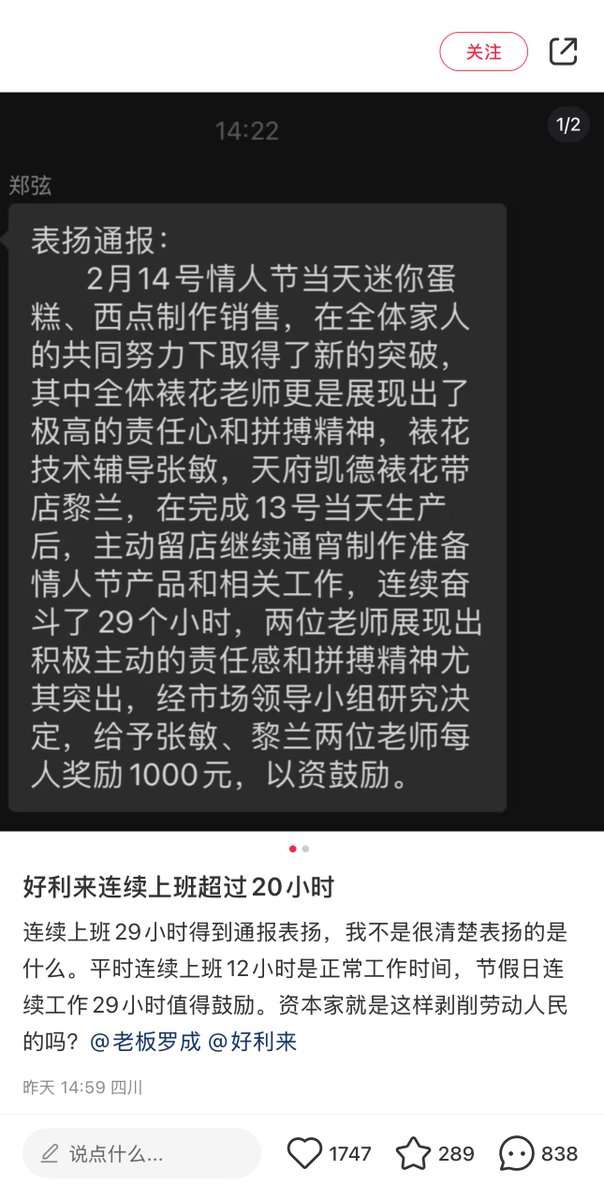 关注
14:22
1/2
郑弦
表扬通报：
2月14号情人节当天迷你蛋
糕、西点制作销售，在全体家人
的共同努力下取得了新的突破，
其中全体裱花老师更是展现出了
极高的责任心和拼搏精神，裱花
技术辅导张敏，天府凯德裱花带
店黎兰，在完成13号当天生产
后，主动留店继续通宵制作准备
情人节产品和相关工作，连续奋
斗了29个小时，两位老师展现出
积极主动的责任感和拼搏精神尤
其突出，经市场领导小组研究决
定，给予张敏、黎兰两位老师每
人奖励1000元，以资鼓励。
好利来连续上班超过20小时
连续上班29小时得到通报表扬，我不是很清楚表扬的是
什么。平时连续上班12小时是正常工作时间，节假日连
续工作29小时值得鼓励。资本家就是这样剥削劳动人民
的吗？@老板罗成 @好利来
昨天 14:59 四川
说点什么...
1747
289
838